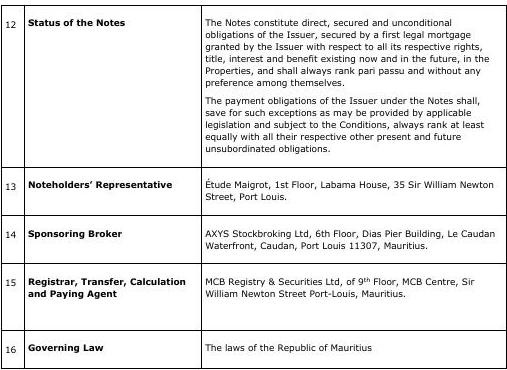 12 Status of the Notes The Notes constitute direct, secured and unconditional
obligations of the Issuer, secured by a first legal mortgage
granted by the Issuer with respect to all its respective rights,
title, interest and benefit existing now and in the future, in the
Properties, and shall always rank pari passu and without any
preference among themselves.
The payment obligations of the Issuer under the Notes shall,
save for such exceptions as may be provided by applicable
legislation and subject to the Conditions, always rank at least
equally with all their respective other present and future
unsubordinated obligations.
13 Noteholders' Representative Étude Maigrot, 1st Floor, Labama House, 35 Sir William Newton
Street, Port Louis.
14 Sponsoring Broker AXYS Stockbroking Ltd, 6th Floor, Dias Pier Building, Le Caudan
Waterfront, Caudan, Port Louis 11307, Mauritius.
15 Registrar, Transfer, Calculation MCB Registry & Securities Ltd, of 9th Floor, MCB Centre, Sir
and Paying Agent William Newton Street Port-Louis, Mauritius.
16 Governing Law The laws of the Republic of Mauritius